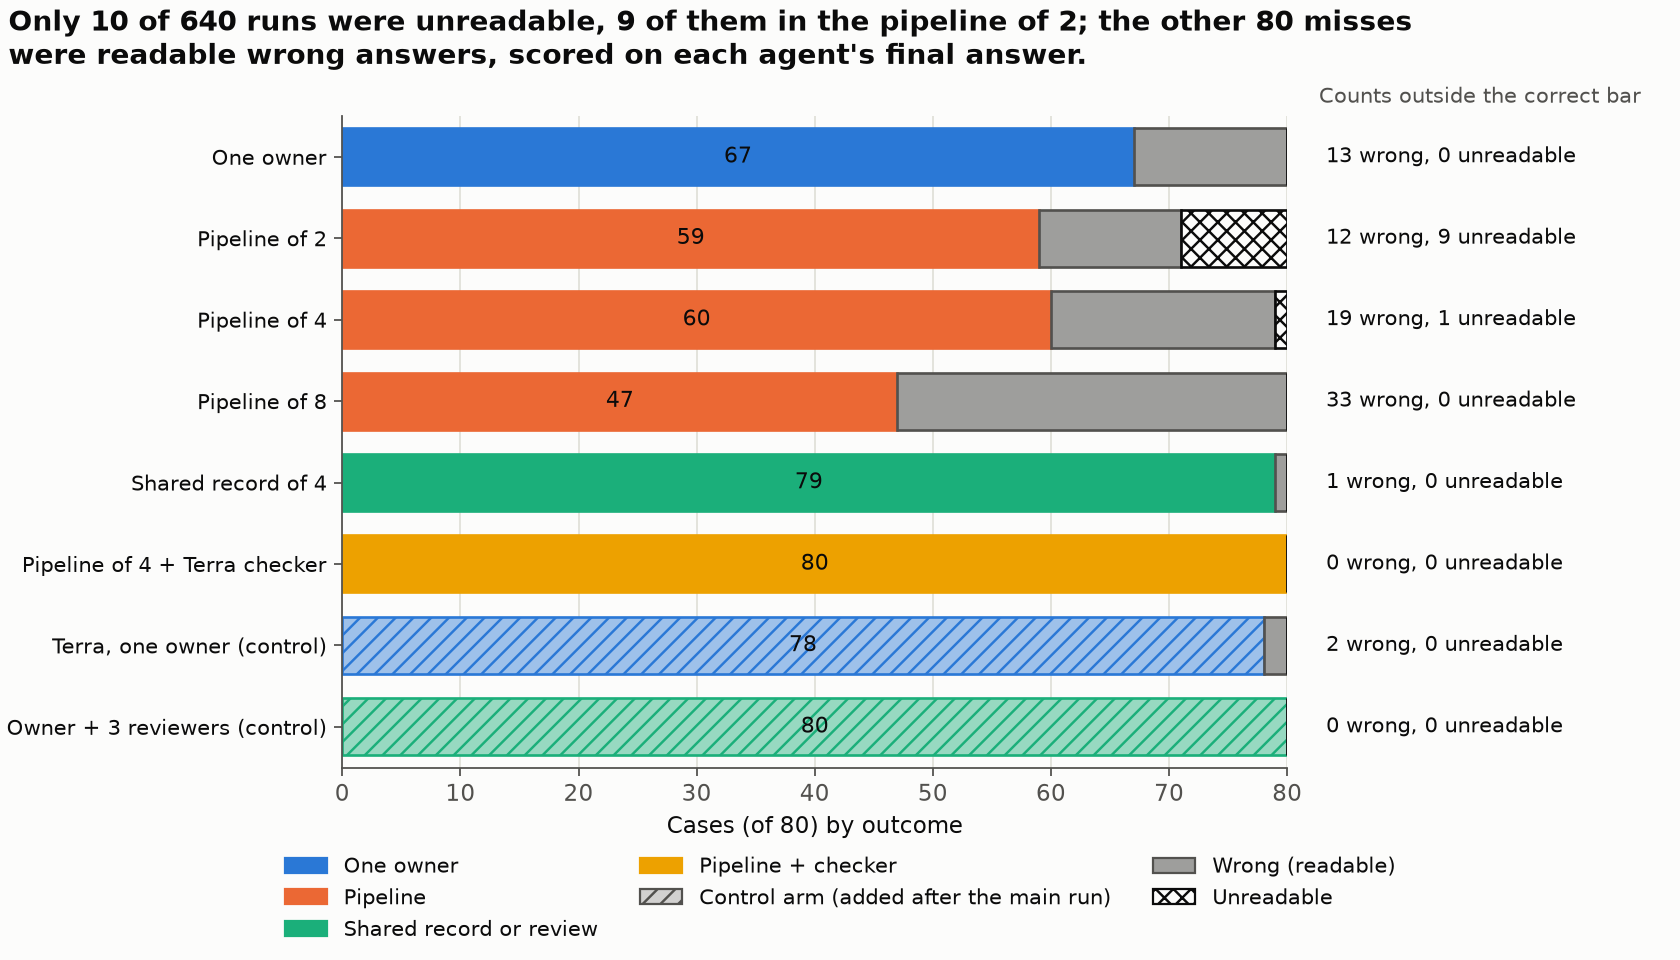 Only 10 of 640 runs were unreadable, 9 of them in the pipeline of 2; the other 80 misses
were readable wrong answers, scored on each agent's final answer.
Counts outside the correct bar
One owner 67 13 wrong, 0 unreadable
Pipeline of 2 59 12 wrong, 9 unreadable
Pipeline of 4 60 19 wrong, 1 unreadable
Pipeline of 8 47 33 wrong, 0 unreadable
Shared record of 4 79 1 wrong, 0 unreadable
Pipeline of 4 + Terra checker 80 0 wrong, 0 unreadable
Terra, one owner (control) 78 2 wrong, 0 unreadable
Owner + 3 reviewers (control) 80 0 wrong, 0 unreadable
0 10 20 30 40 50 60 70 80
Cases (of 80) by outcome
One owner Pipeline + checker Wrong (readable)
Pipeline Control arm (added after the main run) Unreadable
Shared record or review